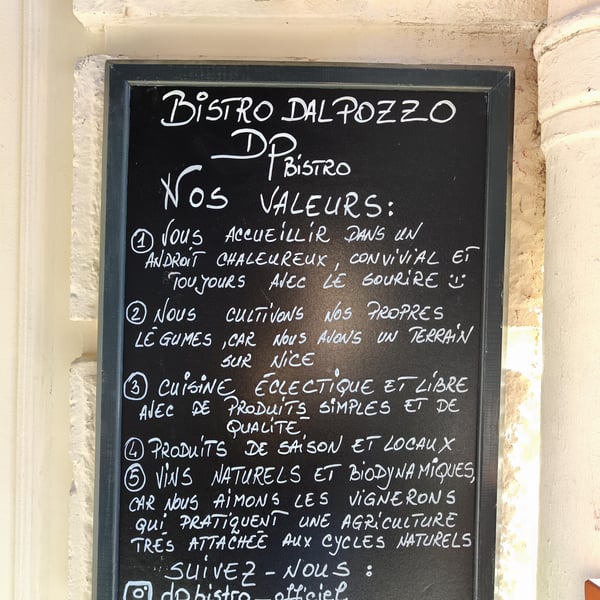 BISTRO DALPOZZO
DP BISTRO
NOS VALEURS:
① VOUS ACCUEILLIR DANS UN
ANDROIT CHALEUREUX, CONVIVIAL ET
TOUJOURS AVEC LE SOURIRE :)
② NOUS CULTIVONS NOS PROPRES
LÉGUMES, CAR NOUS AVONS UN TERRAIN
SUR NICE
③ CUISINE ÉCLECTIQUE ET LIBRE
AVEC DE PRODUITS SIMPLES ET DE
QUALITÉ
④ PRODUITS DE SAISON ET LOCAUX
⑤ VINS NATURELS ET BIODYNAMIQUES,
CAR NOUS AIMONS LES VIGNERONS
QUI PRATIQUENT UNE AGRICULTURE
TRÈS ATTACHÉE AUX CYCLES NATURELS
SUIVEZ-NOUS :
dpbistro_officiel